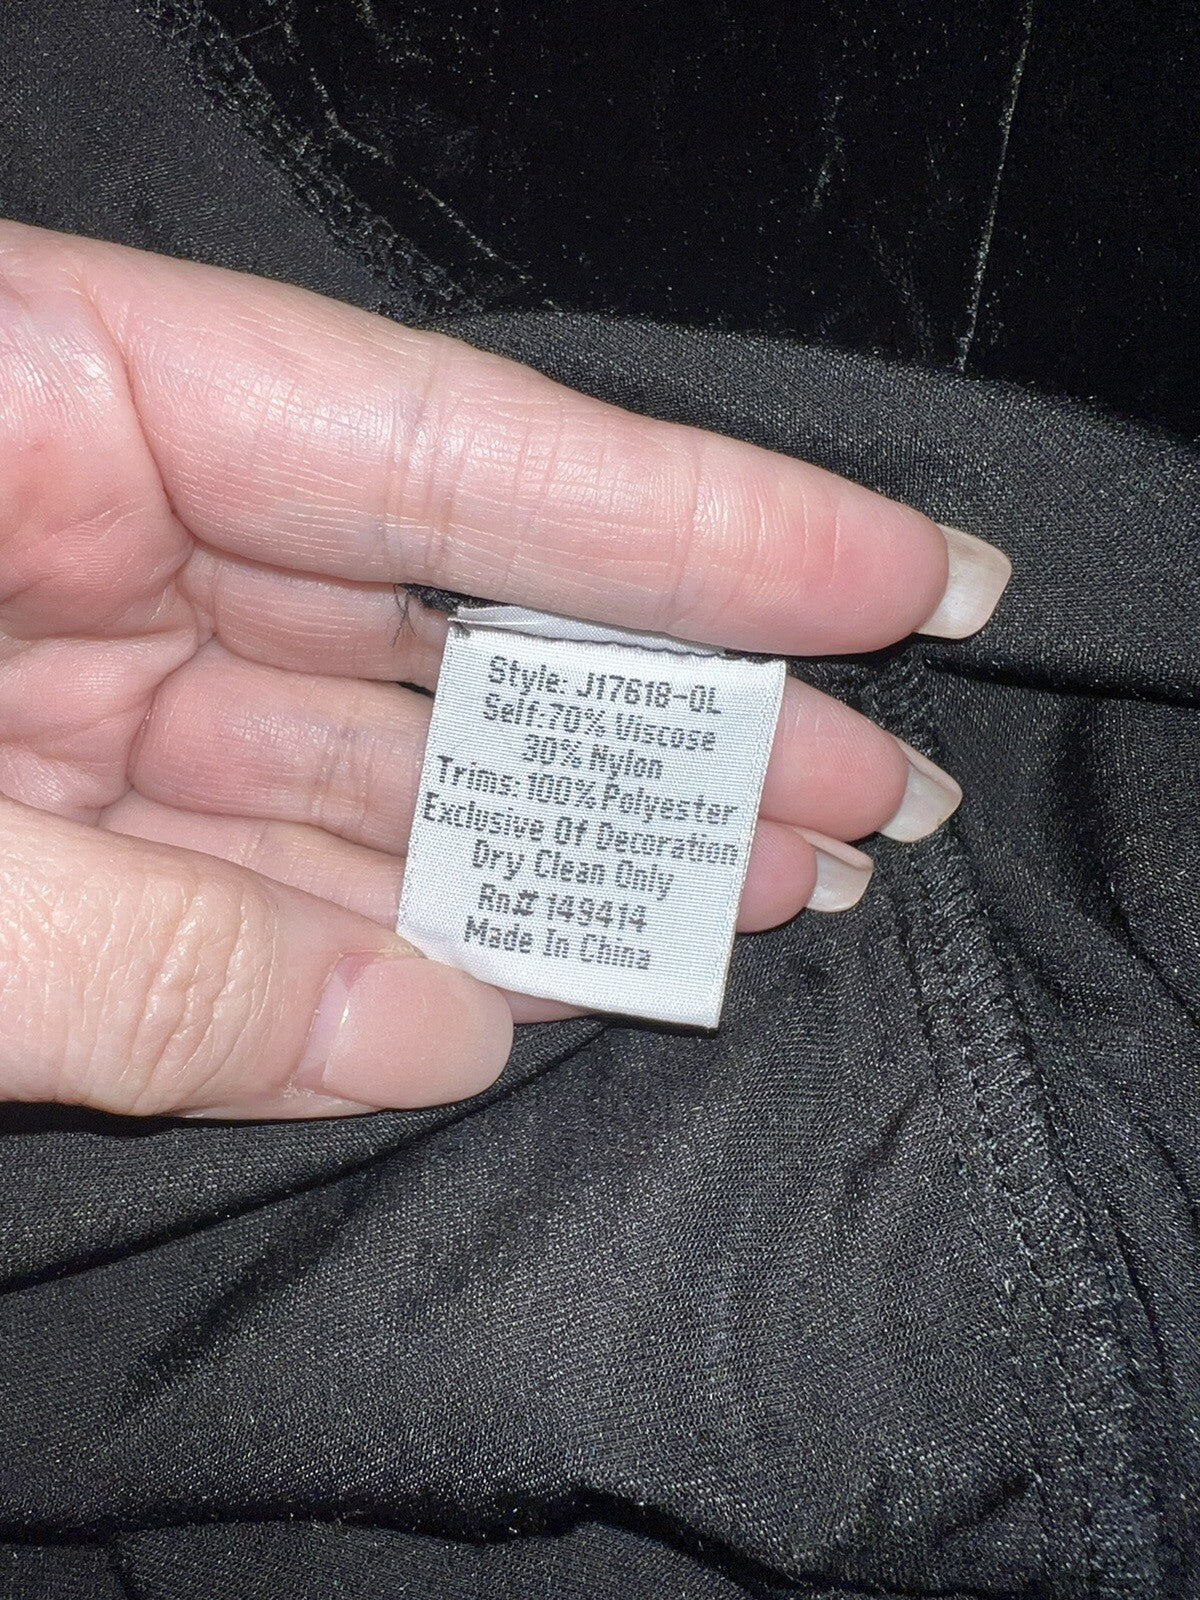 Style: J17618-0L
Self:70% Viscose
30% Nylon
Trims:100%Polyester
Exclusive Of Decoration
Dry Clean Only
Rn# 149414
Made In China